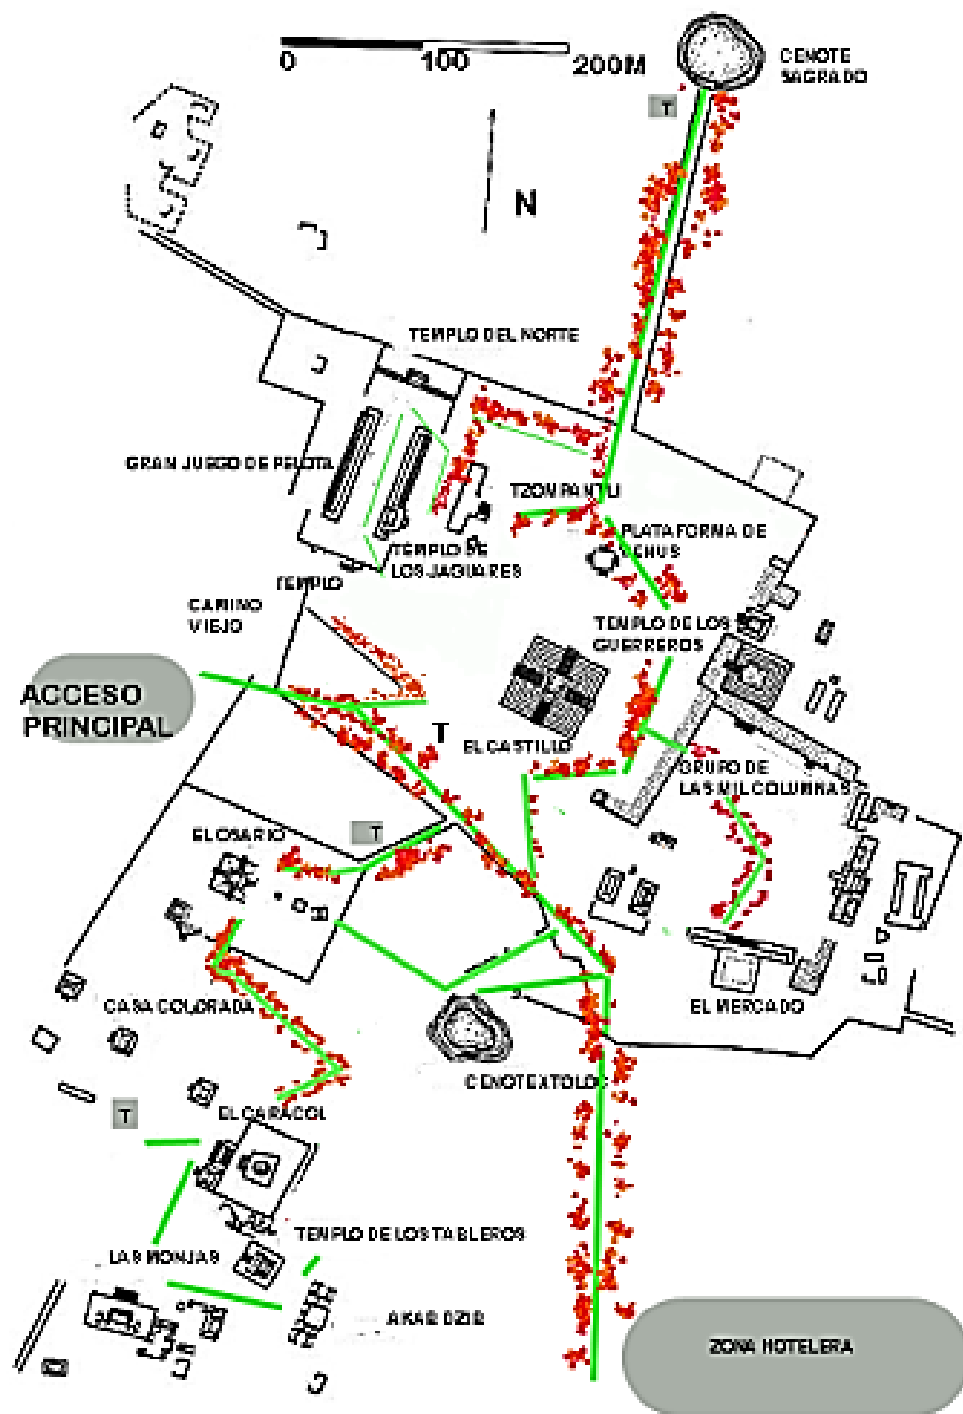 CENOTE
SAGRADO
0 100 200M
T
N
TEMPLO DEL NORTE
GRAN JUEGO DE PELOTA
TZOMPANTLI
PLATAFORMA DE
VENUS
TEMPLO DE
LOS JAGUARES
TEMPLO
CAMINO
VIEJO
TEMPLO DE LOS
GUERREROS
ACCESO
PRINCIPAL
T
EL CASTILLO
GRUPO DE
LAS MIL COLUMNAS
EL OSARIO
T
CASA COLORADA
EL MERCADO
CENOTE XTOLOC
T
EL CARACOL
TEMPLO DE LOS TABLEROS
LAS MONJAS
AKAB DZIB
ZONA HOTELERA